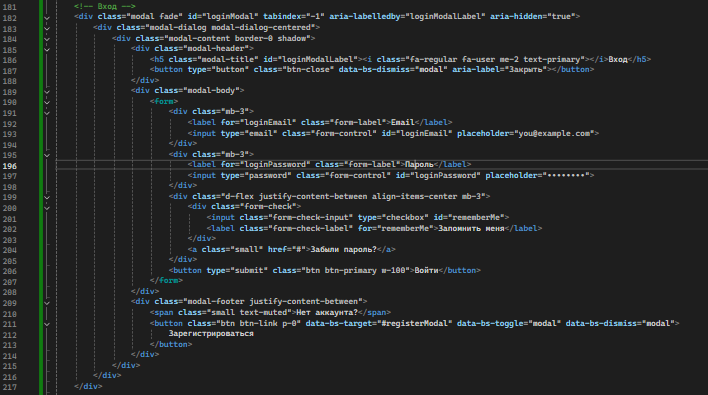 181 <!-- Вход -->
182 <div class="modal fade" id="loginModal" tabindex="-1" aria-labelledby="loginModalLabel" aria-hidden="true">
183 <div class="modal-dialog modal-dialog-centered">
184 <div class="modal-content border-0 shadow">
185 <div class="modal-header">
186 <h5 class="modal-title" id="loginModalLabel"><i class="fa-regular fa-user me-2 text-primary"></i>Вход</h5>
187 <button type="button" class="btn-close" data-bs-dismiss="modal" aria-label="Закрыть"></button>
188 </div>
189 <div class="modal-body">
190 <form>
191 <div class="mb-3">
192 <label for="loginEmail" class="form-label">Email</label>
193 <input type="email" class="form-control" id="loginEmail" placeholder="you@example.com">
194 </div>
195 <div class="mb-3">
196 <label for="loginPassword" class="form-label">Пароль</label>
197 <input type="password" class="form-control" id="loginPassword" placeholder="••••••••">
198 </div>
199 <div class="d-flex justify-content-between align-items-center mb-3">
200 <div class="form-check">
201 <input class="form-check-input" type="checkbox" id="rememberMe">
202 <label class="form-check-label" for="rememberMe">Запомнить меня</label>
203 </div>
204 <a class="small" href="#">Забыли пароль?</a>
205 </div>
206 <button type="submit" class="btn btn-primary w-100">Войти</button>
207 </form>
208 </div>
209 <div class="modal-footer justify-content-between">
210 <span class="small text-muted">Нет аккаунта?</span>
211 <button class="btn btn-link p-0" data-bs-target="#registerModal" data-bs-toggle="modal" data-bs-dismiss="modal">
212 Зарегистрироваться
213 </button>
214 </div>
215 </div>
216 </div>
217 </div>